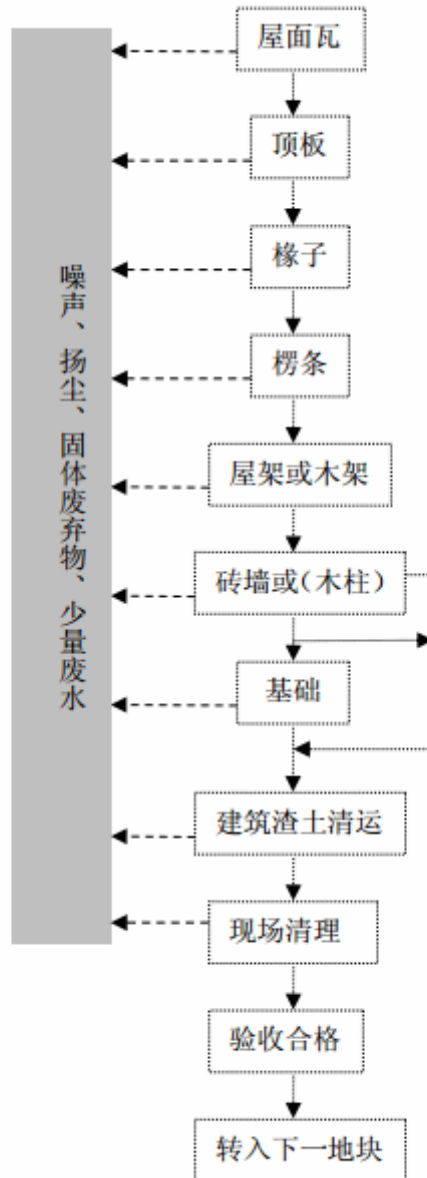 屋面瓦
顶板
椽子
楞条
屋架或木架
砖墙或（木柱）
基础
建筑渣土清运
现场清理
验收合格
转入下一地块
噪声、扬尘、固体废弃物、少量废水